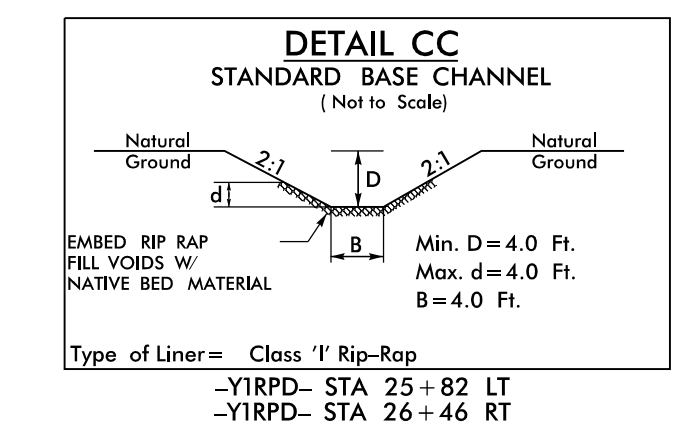 DETAIL CC
STANDARD BASE CHANNEL
( Not to Scale)
Natural
Ground
2:1
D
2:1
Natural
Ground
d
B
EMBED RIP RAP
FILL VOIDS W/
NATIVE BED MATERIAL
Min. D=4.0 Ft.
Max. d=4.0 Ft.
B=4.0 Ft.
Type of Liner= Class 'I' Rip-Rap
-Y1RPD- STA 25+82 LT
-Y1RPD- STA 26+46 RT